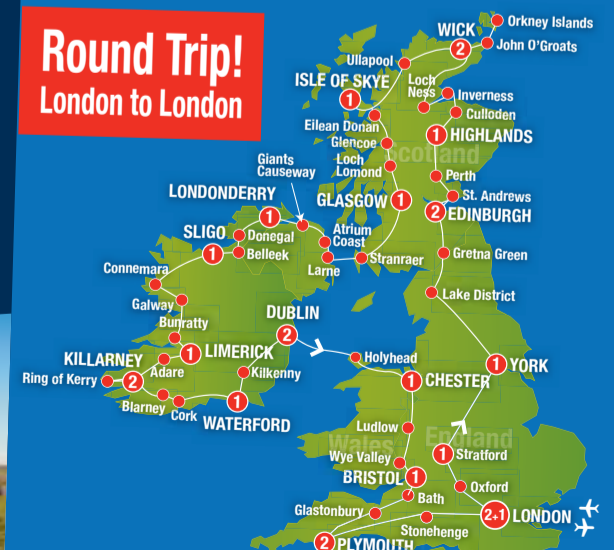 Round Trip!
London to London
Orkney Islands
WICK
2
John O'Groats
Ullapool
ISLE OF SKYE
1
Loch
Ness
Inverness
Culloden
Eilean Donan
1
HIGHLANDS
Glencoe
Scotland
Loch
Lomond
Giants
Causeway
Perth
St. Andrews
LONDONDERRY
1
GLASGOW
1
2
EDINBURGH
SLIGO
1
Donegal
Atrium
Coast
Belleek
Gretna Green
Larne
Stranraer
Connemara
Lake District
Galway
DUBLIN
2
Bunratty
LIMERICK
1
Holyhead
KILLARNEY
2
Adare
YORK
1
Ring of Kerry
Kilkenny
CHESTER
1
Blarney
Cork
WATERFORD
1
Ludlow
Wales
England
Wye Valley
1
Stratford
BRISTOL
1
Oxford
Bath
Glastonbury
2+1
LONDON
Stonehenge
2
PLYMOUTH